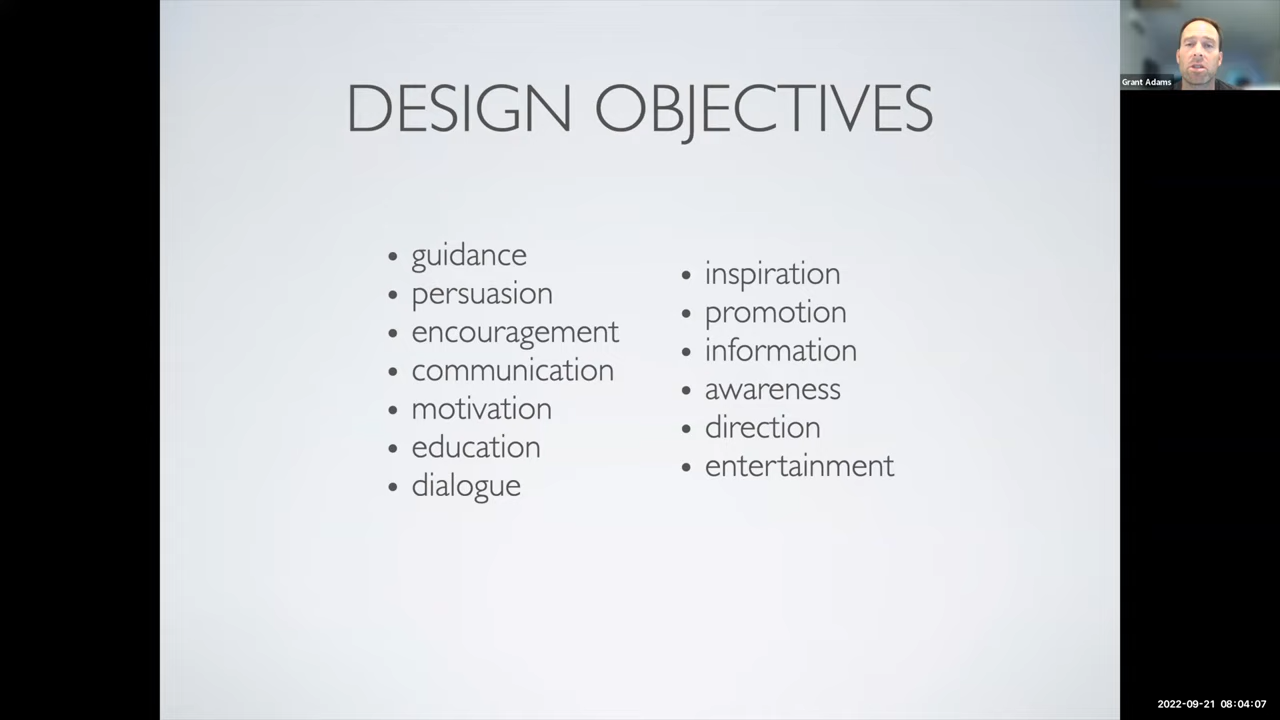 DESIGN OBJECTIVES
• guidance
• persuasion
• encouragement
• communication
• motivation
• education
• dialogue
• inspiration
• promotion
• information
• awareness
• direction
• entertainment
Grant Adams
2022-09-21 08:04:07